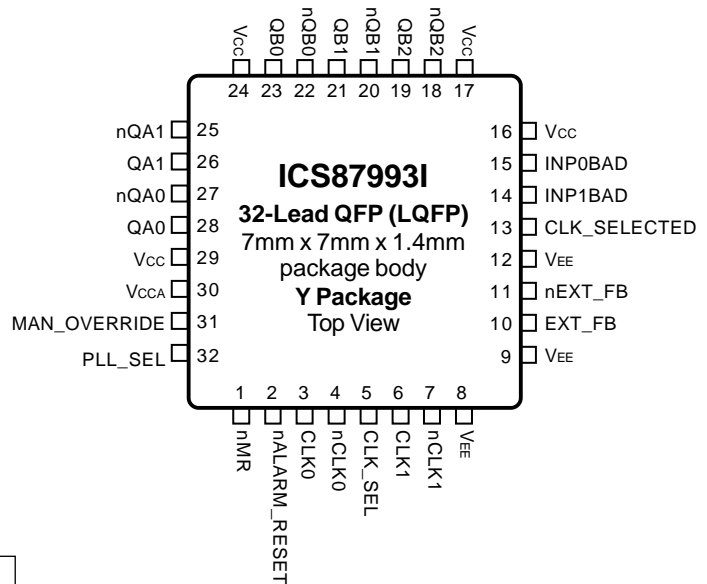 Vcc QB0 nQB0 QB1 nQB1 QB2 nQB2 Vcc
24 23 22 21 20 19 18 17
nQA1 25
QA1 26
nQA0 27
QA0 28
Vcc 29
VccA 30
MAN_OVERRIDE 31
PLL_SEL 32
ICS87993I
32-Lead QFP (LQFP)
7mm x 7mm x 1.4mm
package body
Y Package
Top View
16 Vcc
15 INP0BAD
14 INP1BAD
13 CLK_SELECTED
12 VEE
11 nEXT_FB
10 EXT_FB
9 VEE
1 2 3 4 5 6 7 8
nMR nALARM_RESET CLK0 nCLK0 CLK_SEL CLK1 nCLK1 VEE